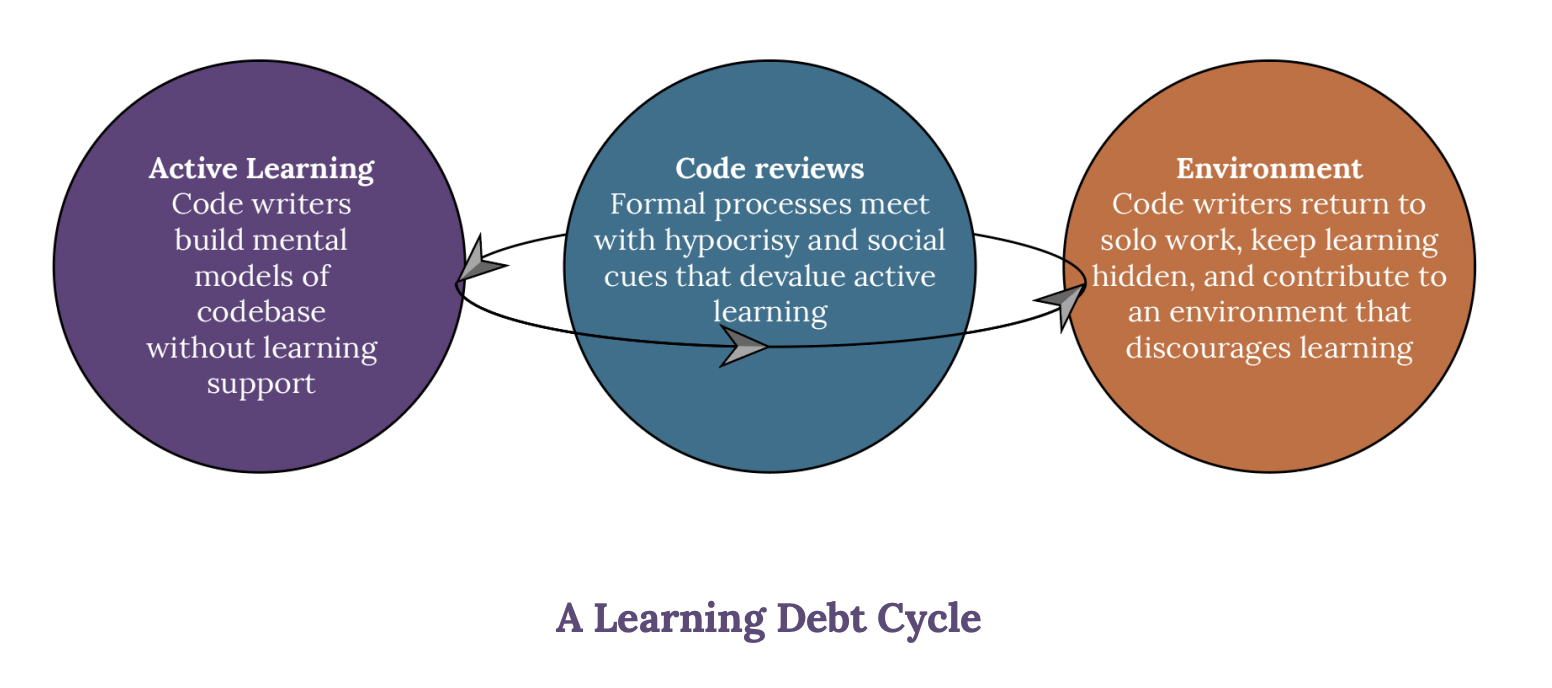 Active Learning
Code writers
build mental
models of
codebase
without learning
support
Code reviews
Formal processes meet
with hypocrisy and social
cues that devalue active
learning
Environment
Code writers return to
solo work, keep learning
hidden, and contribute to
an environment that
discourages learning
A Learning Debt Cycle